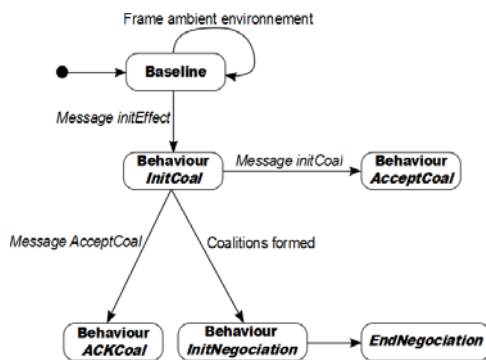 Frame ambient environnement
Baseline
Message initEffect
Behaviour
InitCoal
Message initCoal
Behaviour
AcceptCoal
Message AcceptCoal
Coalitions formed
Behaviour
ACKCoal
Behaviour
InitNegociation
EndNegociation